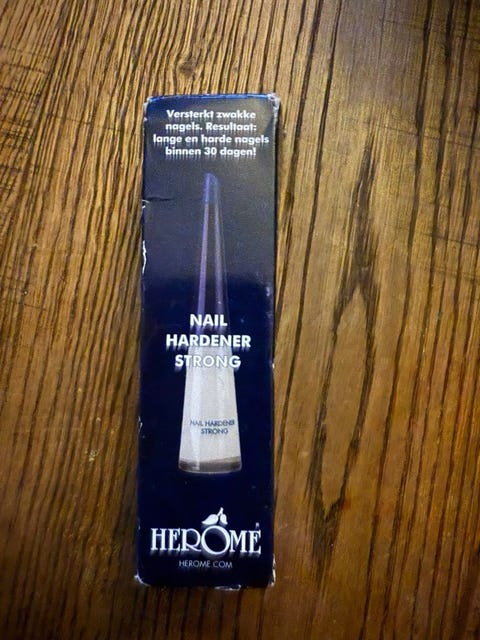 Versterkt zwakke
nagels. Resultaat:
lange en harde nagels
binnen 30 dagen!
NAIL
HARDENER
STRONG
NAIL HARDENER
STRONG
HERÔME
HEROME.COM